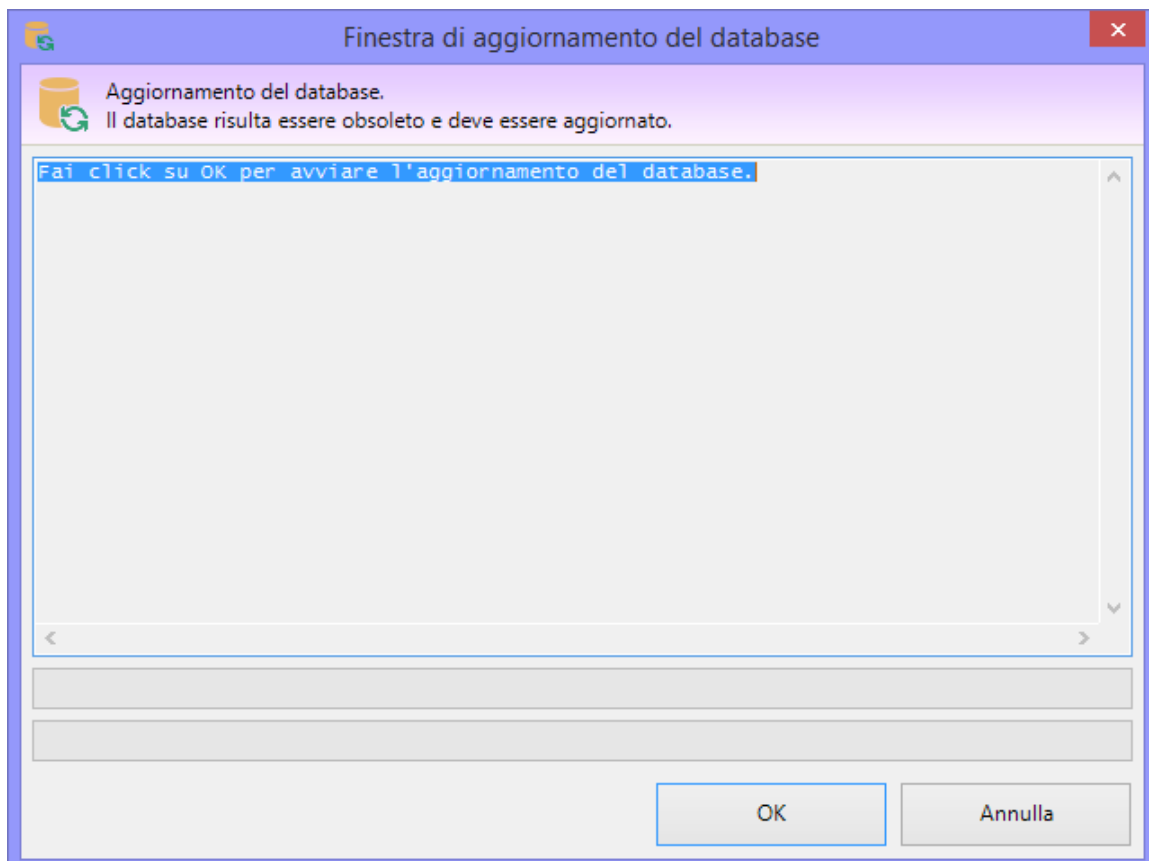 Finestra di aggiornamento del database
Aggiornamento del database.
Il database risulta essere obsoleto e deve essere aggiornato.
Fai click su OK per avviare l'aggiornamento del database.
OK
Annulla